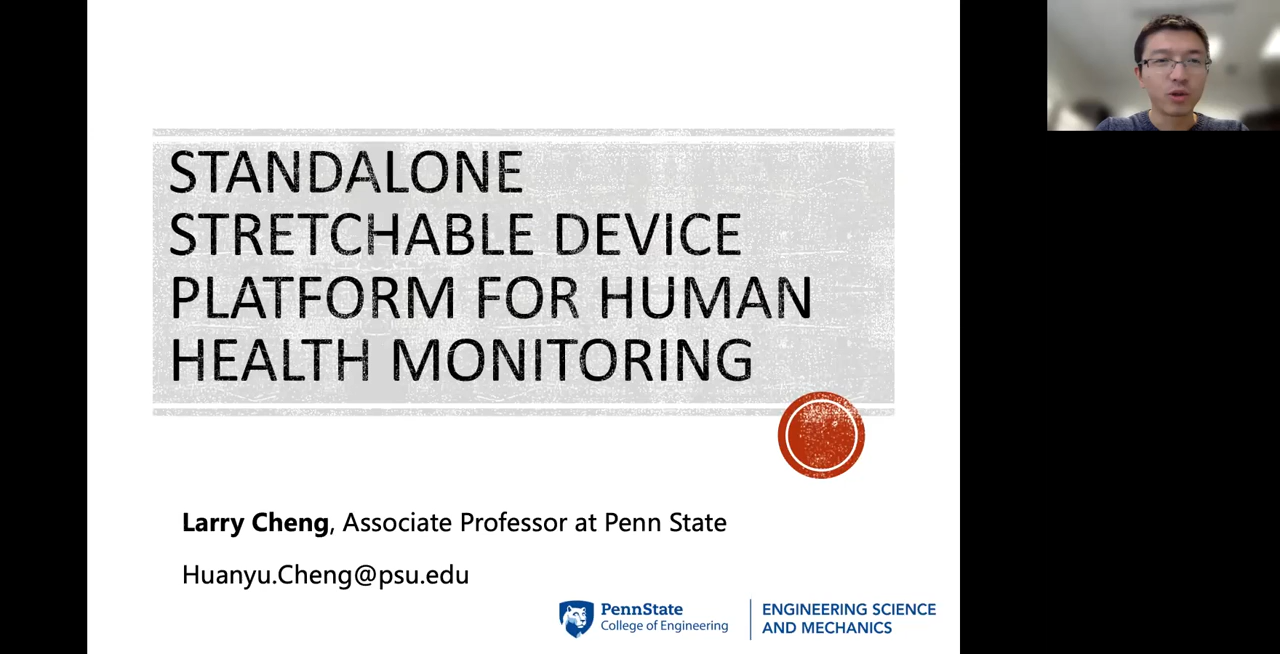 STANDALONE
STRETCHABLE DEVICE
PLATFORM FOR HUMAN
HEALTH MONITORING
Larry Cheng, Associate Professor at Penn State
Huanyu.Cheng@psu.edu
PennState
College of Engineering
ENGINEERING SCIENCE
AND MECHANICS